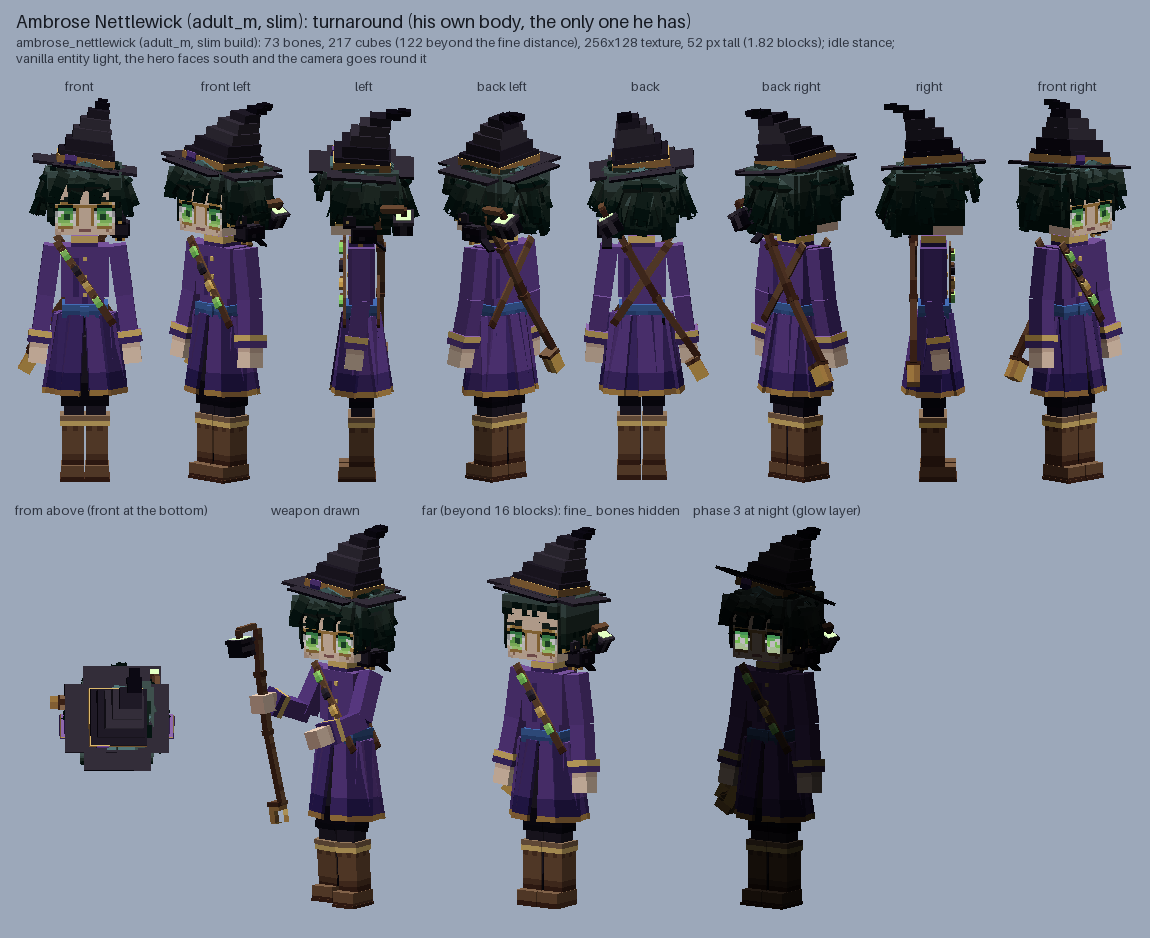 Ambrose Nettlewick (adult_m, slim): turnaround (his own body, the only one he has)
ambrose_nettlewick (adult_m, slim build): 73 bones, 217 cubes (122 beyond the fine distance), 256x128 texture, 52 px tall (1.82 blocks); idle stance;
vanilla entity light, the hero faces south and the camera goes round it
front front left left back left back back right right front right
from above (front at the bottom) weapon drawn far (beyond 16 blocks): fine_ bones hidden phase 3 at night (glow layer)